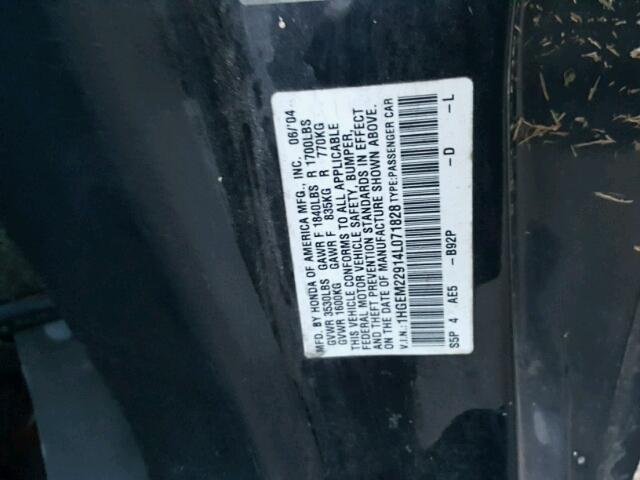 MFD. BY HONDA OF AMERICA MFG., INC. 06/'04
GVWR 3530LBS GAWR F 1840LBS R 1700LBS
GVWR 1600KG GAWR F 835KG R 770KG
THIS VEHICLE CONFORMS TO ALL APPLICABLE
FEDERAL MOTOR VEHICLE SAFETY, BUMPER,
AND THEFT PREVENTION STANDARDS IN EFFECT
ON THE DATE OF MANUFACTURE SHOWN ABOVE.
V.I.N.: 1HGEM22914L071828 TYPE: PASSENGER CAR
S5P 4 AE5 -B92P -D -L